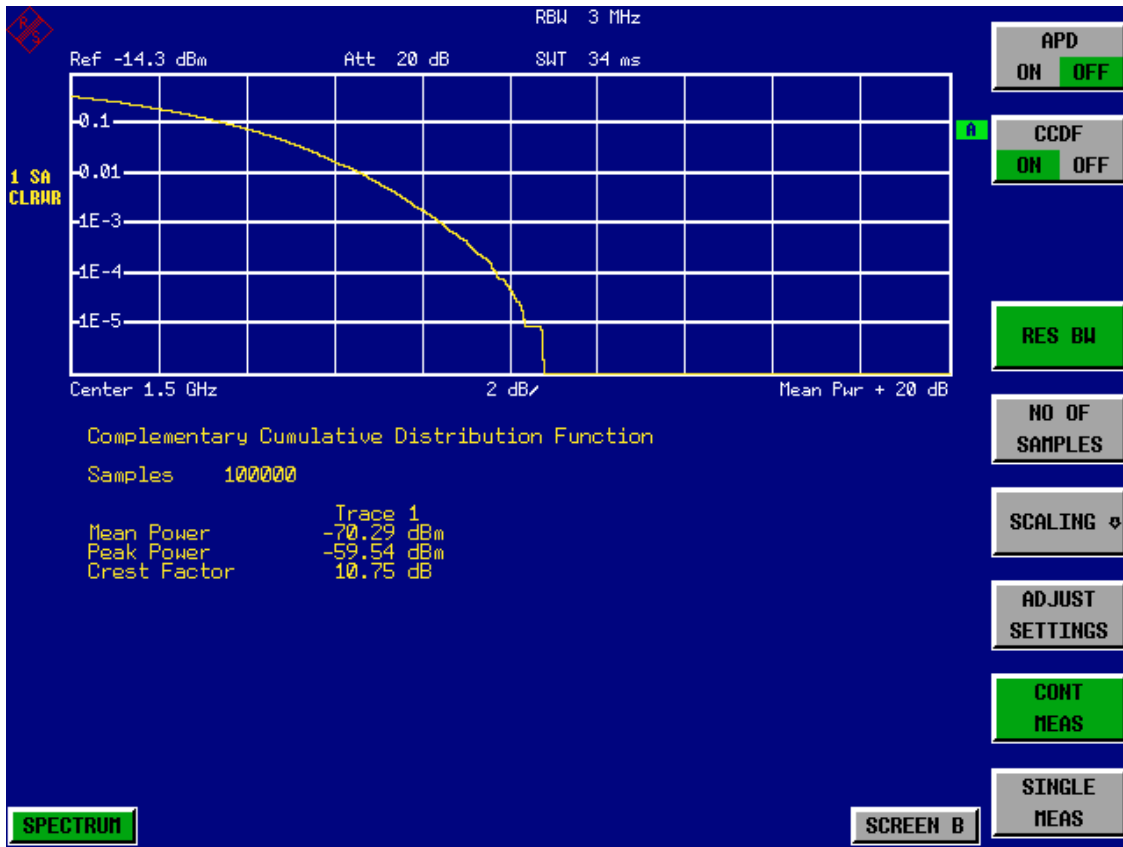 R S
RBW 3 MHz
Ref -14.3 dBm Att 20 dB SWT 34 ms
APD
ON OFF
0.1
A
CCDF
ON OFF
1 SA
CLRWR
0.01
1E-3
1E-4
1E-5
RES BW
Center 1.5 GHz 2 dB/ Mean Pwr + 20 dB
NO OF
SAMPLES
Complementary Cumulative Distribution Function
Samples 100000
SCALING
Trace 1
Mean Power -70.29 dBm
Peak Power -59.54 dBm
Crest Factor 10.75 dB
ADJUST
SETTINGS
CONT
MEAS
SINGLE
MEAS
SPECTRUM
SCREEN B